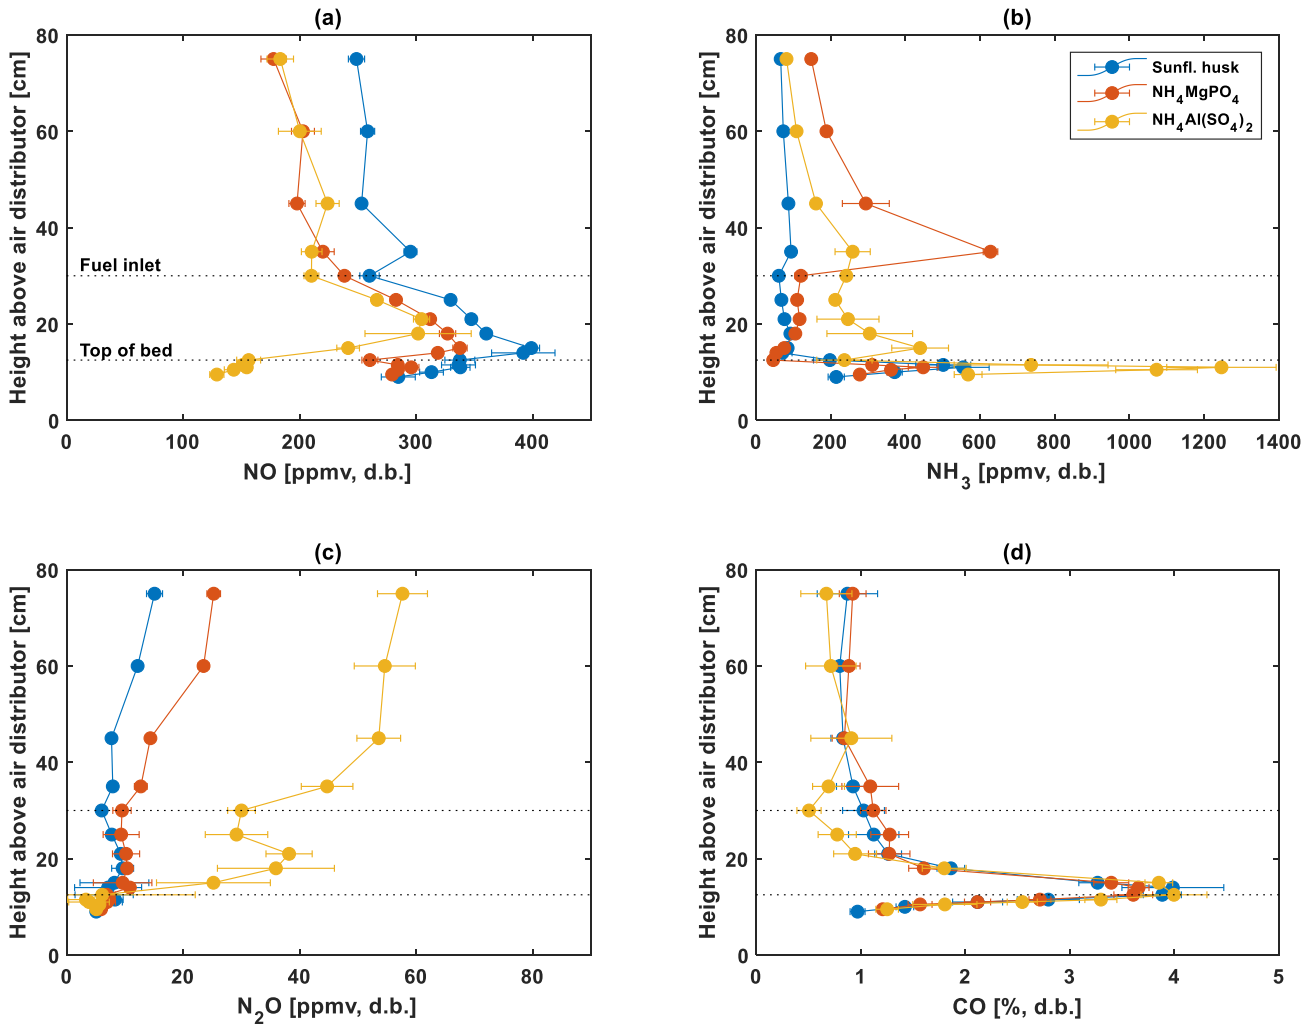 (a)
80
60
40
20
0
Height above air distributor [cm]
Fuel inlet
Top of bed
0 100 200 300 400
NO [ppmv, d.b.]
(b)
80
60
40
20
0
Height above air distributor [cm]
Sunfl. husk
NH4MgPO4
NH4Al(SO4)2
0 200 400 600 800 1000 1200 1400
NH3 [ppmv, d.b.]
(c)
80
60
40
20
0
Height above air distributor [cm]
0 20 40 60 80
N2O [ppmv, d.b.]
(d)
80
60
40
20
0
Height above air distributor [cm]
0 1 2 3 4 5
CO [%, d.b.]